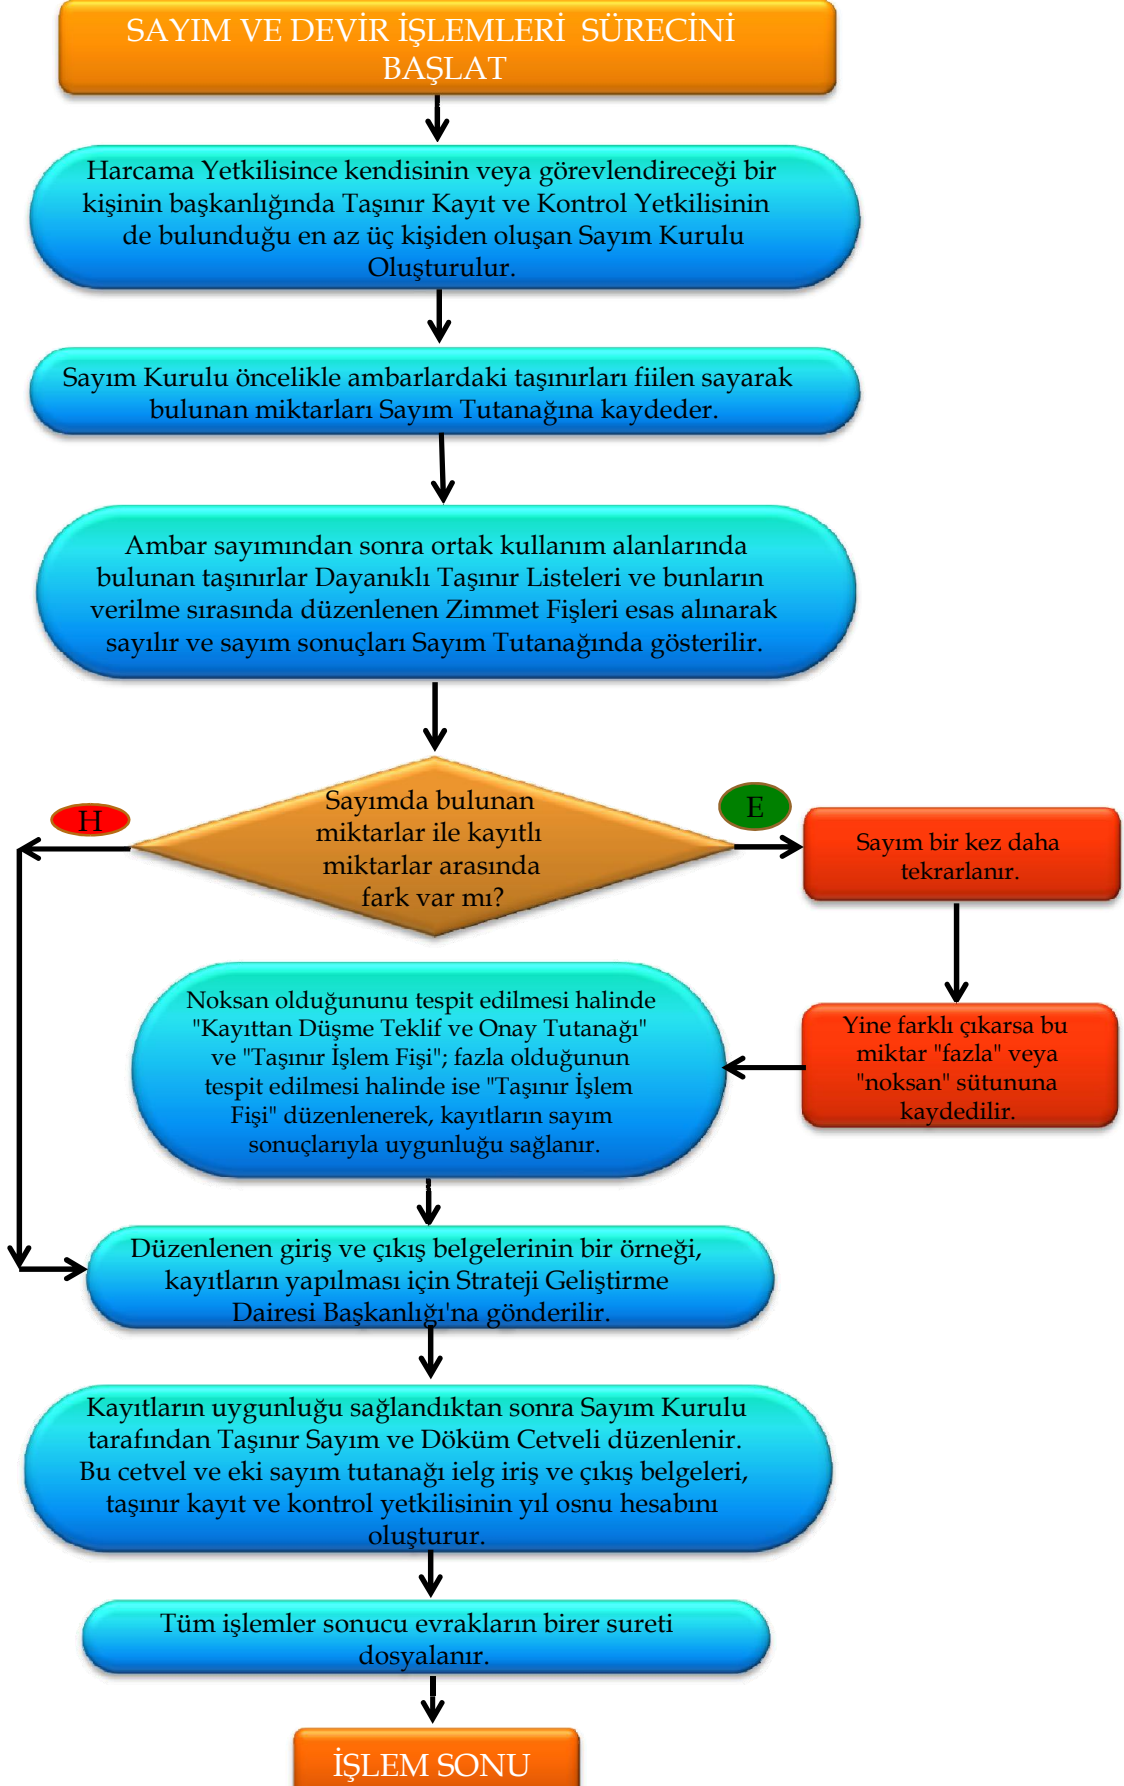 SAYIM VE DEVİR İŞLEMLERİ SÜRECİNİ
BAŞLAT
Harcama Yetkilisince kendisinin veya görevlendireceği bir
kişinin başkanlığında Taşınır Kayıt ve Kontrol Yetkilisinin
de bulunduğu en az üç kişiden oluşan Sayım Kurulu
Oluşturulur.
Sayım Kurulu öncelikle ambarlardaki taşınırları fiilen sayarak
bulunan miktarları Sayım Tutanağına kaydeder.
Ambar sayımından sonra ortak kullanım alanlarında
bulunan taşınırlar Dayanıklı Taşınır Listeleri ve bunların
verilme sırasında düzenlenen Zimmet Fişleri esas alınarak
sayılır ve sayım sonuçları Sayım Tutanağında gösterilir.
Sayımda bulunan
miktarlar ile kayıtlı
miktarlar arasında
fark var mı?
H
E
Sayım bir kez daha
tekrarlanır.
Yine farklı çıkarsa bu
miktar "fazla" veya
"noksan" sütununa
kaydedilir.
Noksan olduğununu tespit edilmesi halinde
"Kayıttan Düşme Teklif ve Onay Tutanağı"
ve "Taşınır İşlem Fişi"; fazla olduğunun
tespit edilmesi halinde ise "Taşınır İşlem
Fişi" düzenlenerek, kayıtların sayım
sonuçlarıyla uygunluğu sağlanır.
Düzenlenen giriş ve çıkış belgelerinin bir örneği,
kayıtların yapılması için Strateji Geliştirme
Dairesi Başkanlığı'na gönderilir.
Kayıtların uygunluğu sağlandıktan sonra Sayım Kurulu
tarafından Taşınır Sayım ve Döküm Cetveli düzenlenir.
Bu cetvel ve eki sayım tutanağı ielg iriş ve çıkış belgeleri,
taşınır kayıt ve kontrol yetkilisinin yıl osnu hesabını
oluşturur.
Tüm işlemler sonucu evrakların birer sureti
dosyalanır.
İŞLEM SONU